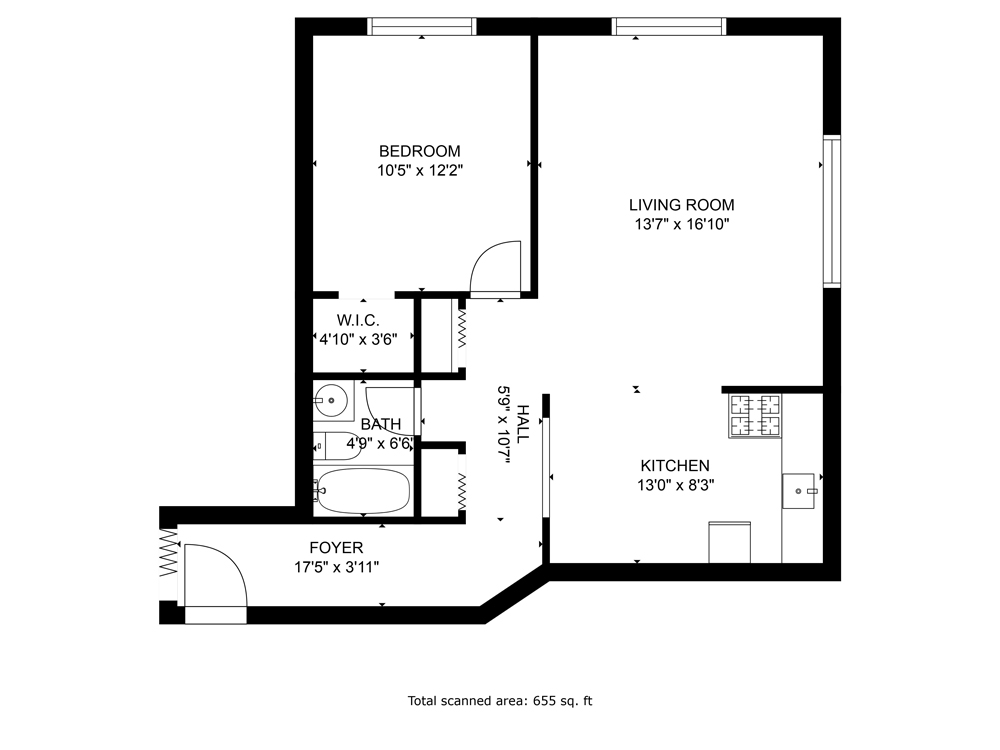 BEDROOM
10'5" x 12'2"
LIVING ROOM
13'7" x 16'10"
W.I.C.
4'10" x 3'6"
HALL
5'9" x 10'7"
BATH
4'9" x 6'6"
KITCHEN
13'0" x 8'3"
FOYER
17'5" x 3'11"
Total scanned area: 655 sq. ft